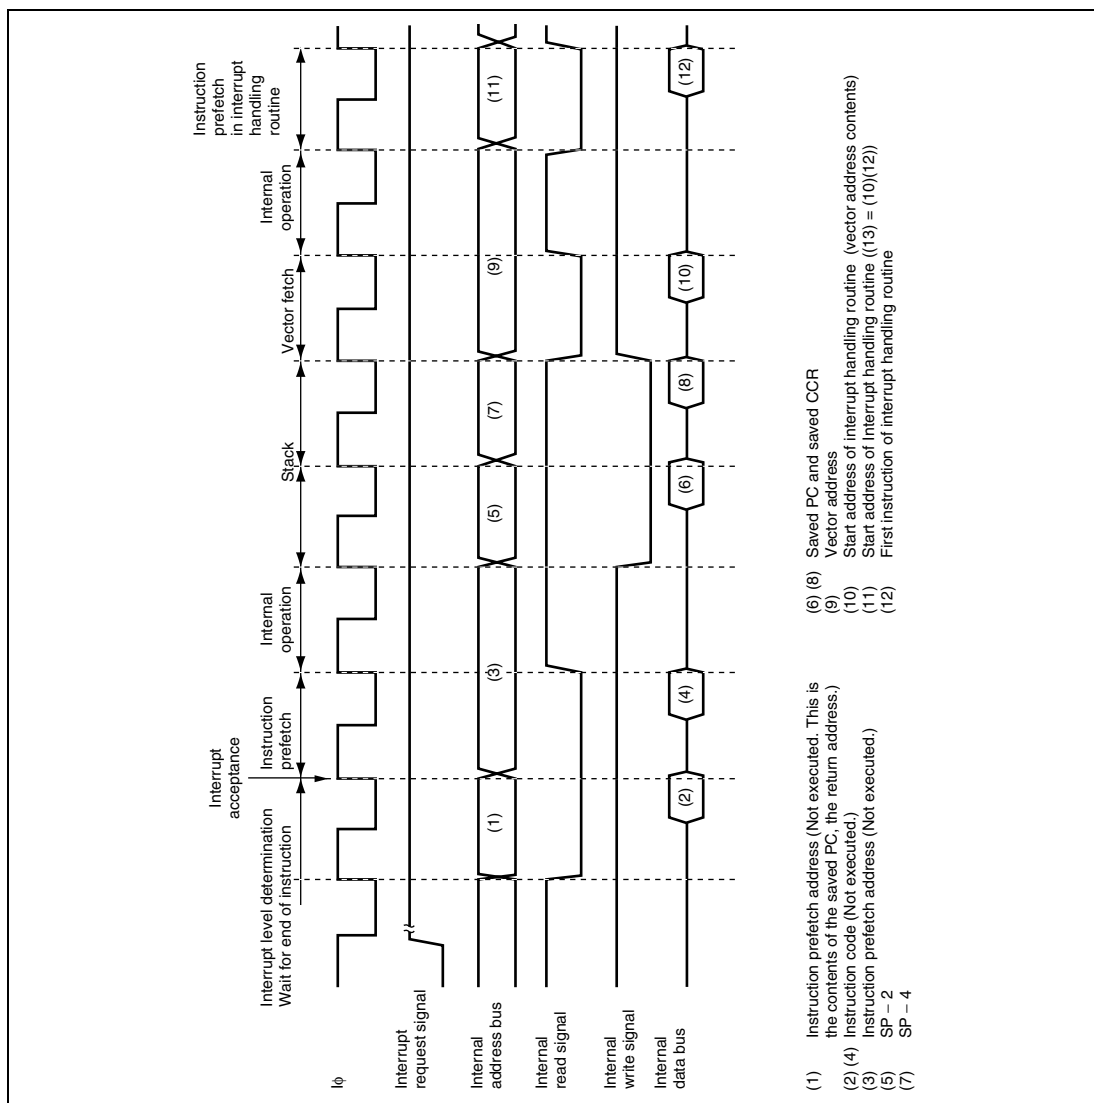 Interrupt level determination
Wait for end of instruction
Interrupt
acceptance
Instruction
prefetch
Internal
operation
Stack
Vector fetch
Internal
operation
Instruction
prefetch
in interrupt
handling
routine
Iϕ
Interrupt
request signal
Internal
address bus
(1)
(3)
(5)
(7)
(9)
(11)
Internal
read signal
Internal
write signal
Internal
data bus
(2)
(4)
(6)
(8)
(10)
(12)
(1) Instruction prefetch address (Not executed. This is
the contents of the saved PC, the return address.)
(2) (4) Instruction code (Not executed.)
(3) Instruction prefetch address (Not executed.)
(5) SP – 2
(7) SP – 4
(6) (8) Saved PC and saved CCR
(9) Vector address
(10) Start address of interrupt handling routine (vector address contents)
(11) Start address of Interrupt handling routine ((13) = (10)(12))
(12) First instruction of interrupt handling routine